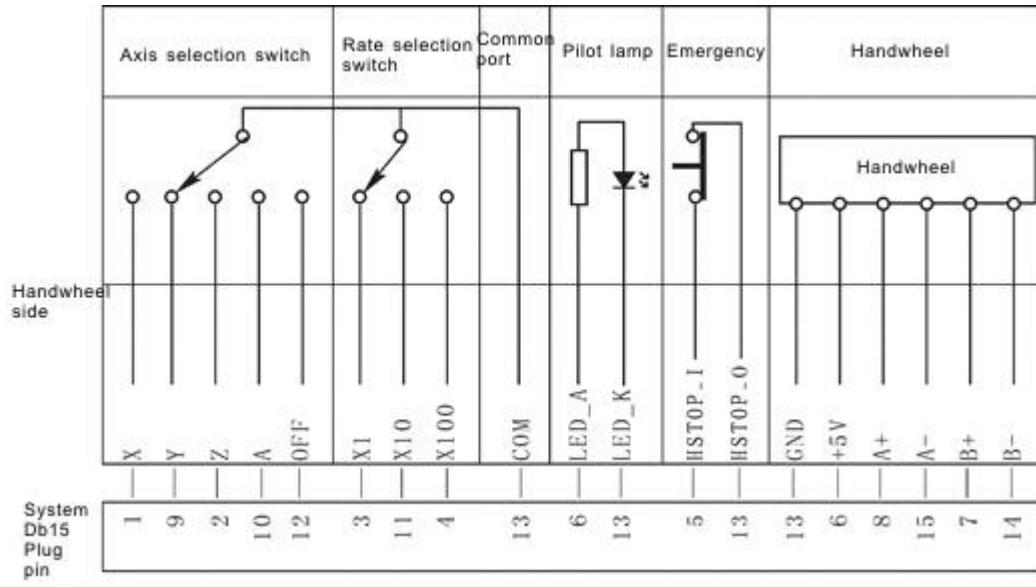 Axis selection switch
Rate selection
switch
Common
port
Pilot lamp
Emergency
Handwheel
Handwheel
Handwheel
side
X
Y
Z
A
OFF
X1
X10
X100
COM
LED_A
LED_K
HSTOP-I
HSTOP-O
GND
+5V
A+
A-
B+
B-
System
Db15
Plug
pin
1
9
2
10
12
3
11
4
13
6
13
5
13
13
6
8
15
7
14